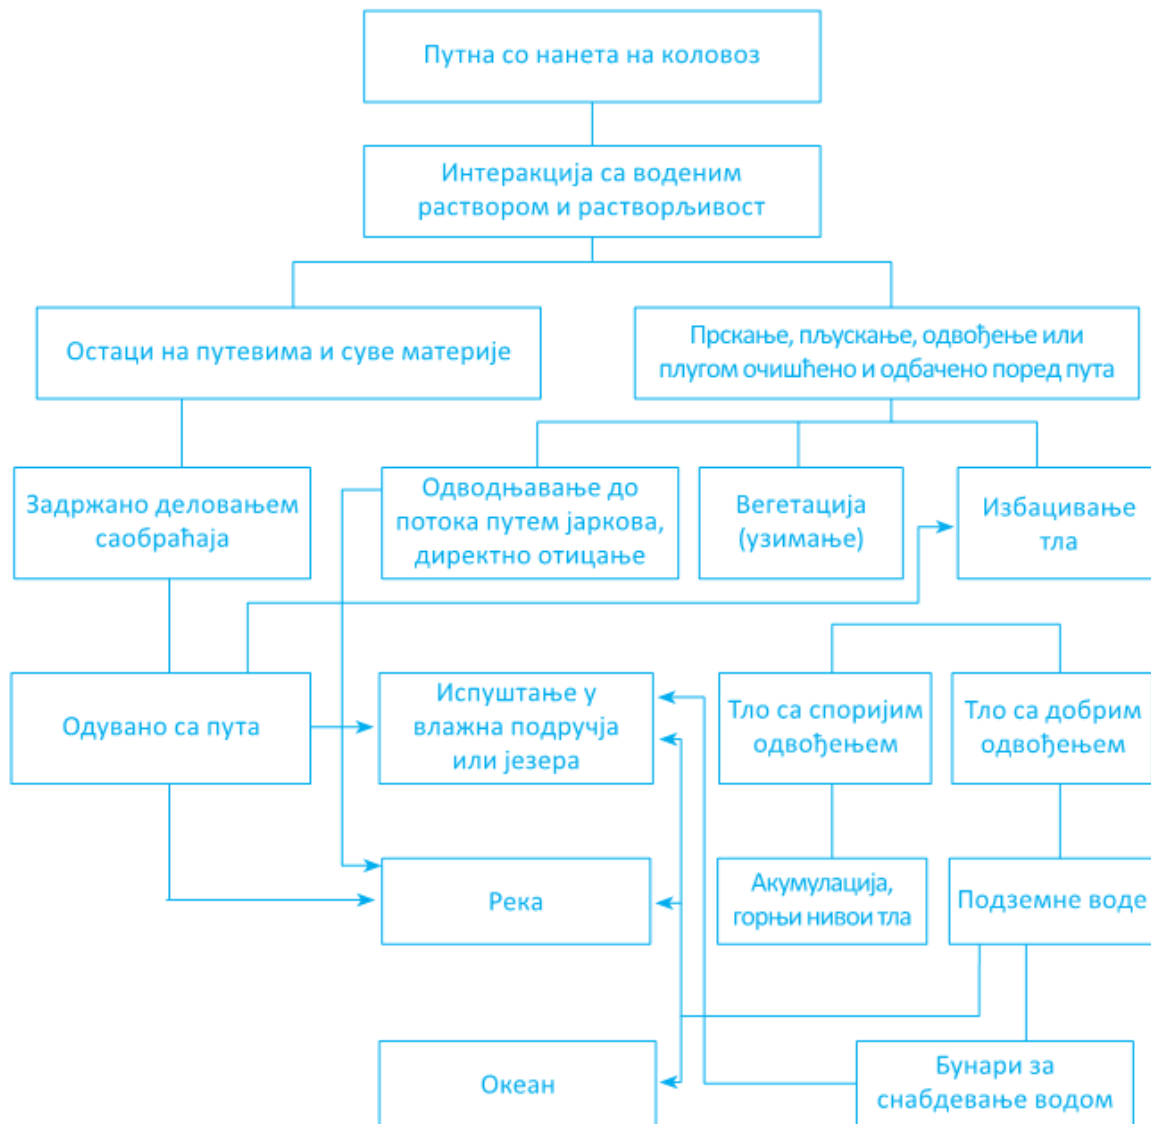 Путна со нанета на коловоз
Интеракција са воденим
раствором и растворљивост
Остаци на путевима и суве материје
Прскање, пљускање, одвођење или
плугом очишћено и одбачено поред пута
Задржано деловањем
саобраћаја
Одводњавање до
потока путем јаркова,
директно отицање
Вегетација
(узимање)
Избацивање
тла
Одувано са пута
Испуштање у
влажна подручја
или језера
Тло са споријим
одвођењем
Тло са добрим
одвођењем
Река
Акумулација,
горњи нивои тла
Подземне воде
Океан
Бунари за
снабдевање водом